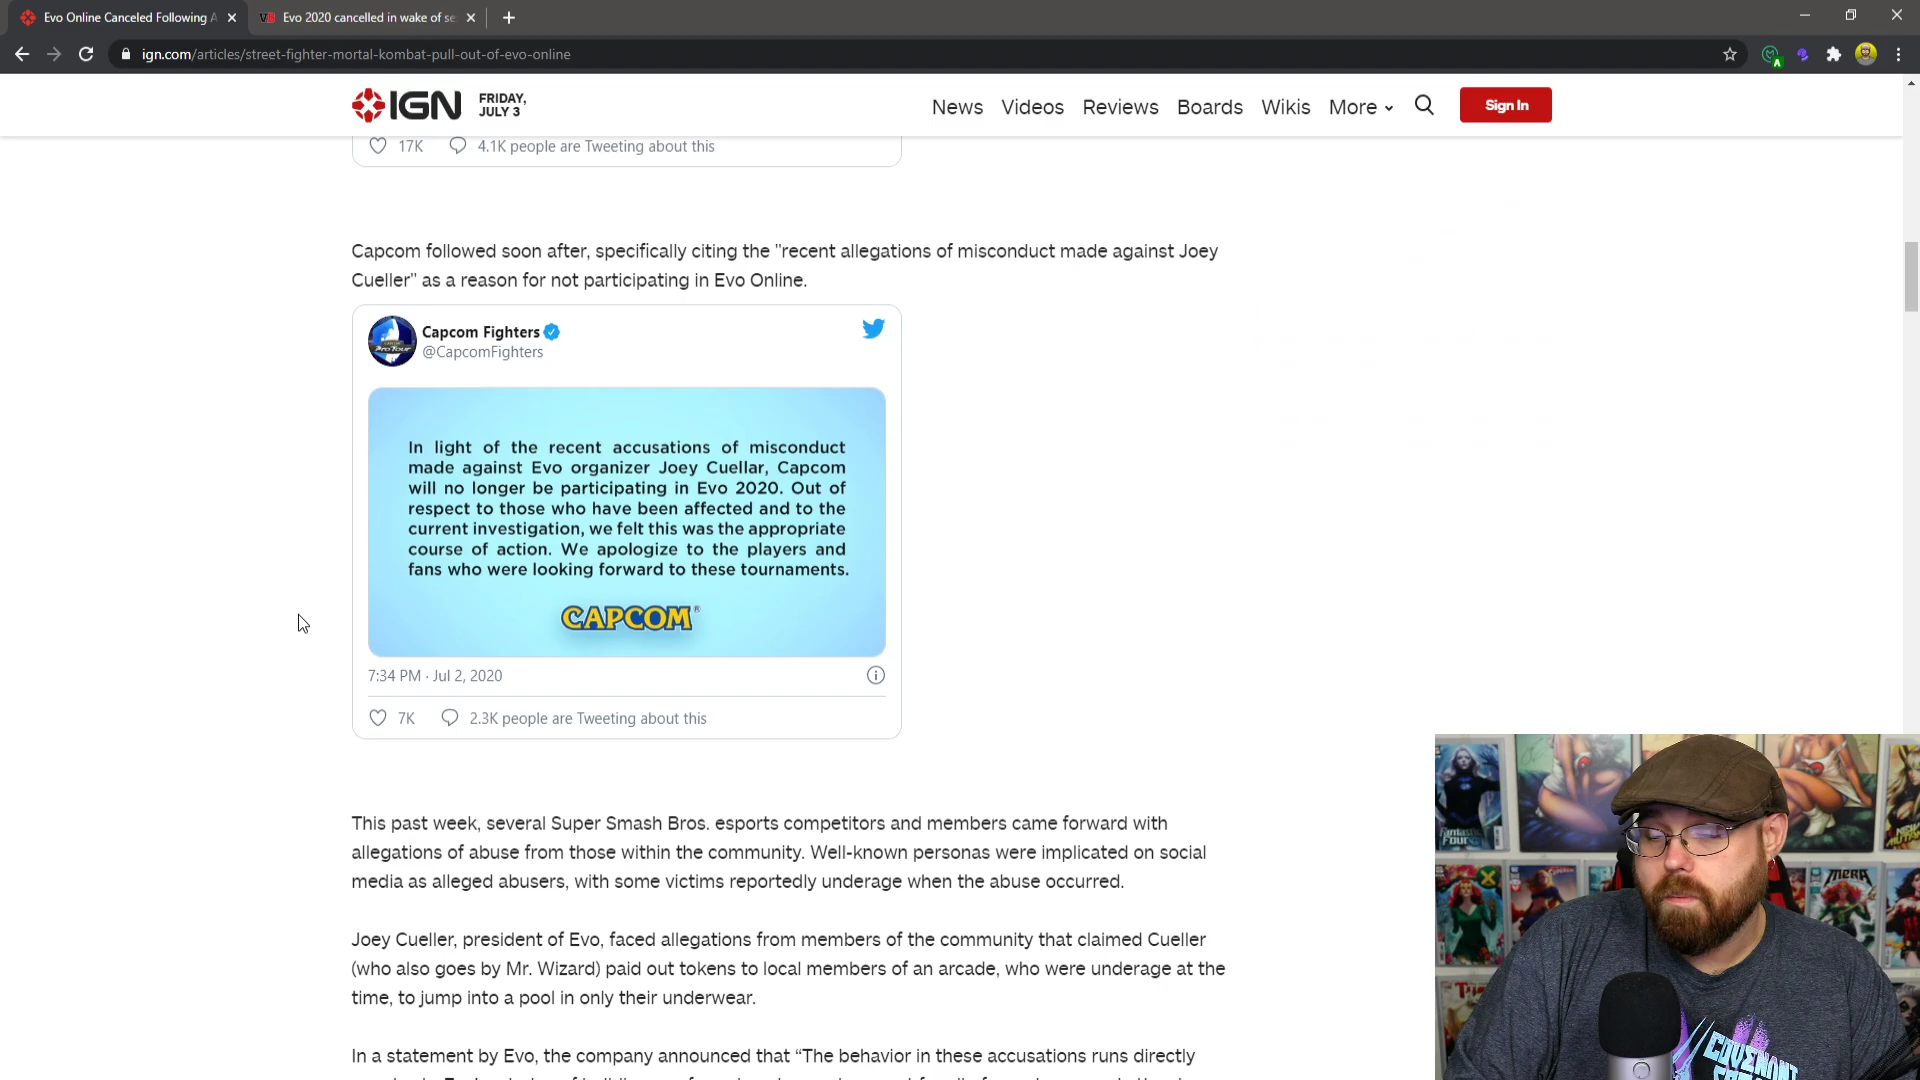 Evo Online Canceled Following A
Evo 2020 cancelled in wake of se
ign.com/articles/street-fighter-mortal-kombat-pull-out-of-evo-online
IGN
FRIDAY,
JULY 3
News Videos Reviews Boards Wikis More
Sign In
17K 4.1K people are Tweeting about this
Capcom followed soon after, specifically citing the "recent allegations of misconduct made against Joey
Cueller" as a reason for not participating in Evo Online.
Capcom Fighters
@CapcomFighters
In light of the recent accusations of misconduct
made against Evo organizer Joey Cuellar, Capcom
will no longer be participating in Evo 2020. Out of
respect to those who have been affected and to the
current investigation, we felt this was the appropriate
course of action. We apologize to the players and
fans who were looking forward to these tournaments.
CAPCOM®
7:34 PM · Jul 2, 2020
7K 2.3K people are Tweeting about this
This past week, several Super Smash Bros. esports competitors and members came forward with
allegations of abuse from those within the community. Well-known personas were implicated on social
media as alleged abusers, with some victims reportedly underage when the abuse occurred.
Joey Cueller, president of Evo, faced allegations from members of the community that claimed Cueller
(who also goes by Mr. Wizard) paid out tokens to local members of an arcade, who were underage at the
time, to jump into a pool in only their underwear.
In a statement by Evo, the company announced that “The behavior in these accusations runs directly
FANTASTIC
FOUR
MERA
COVENANT